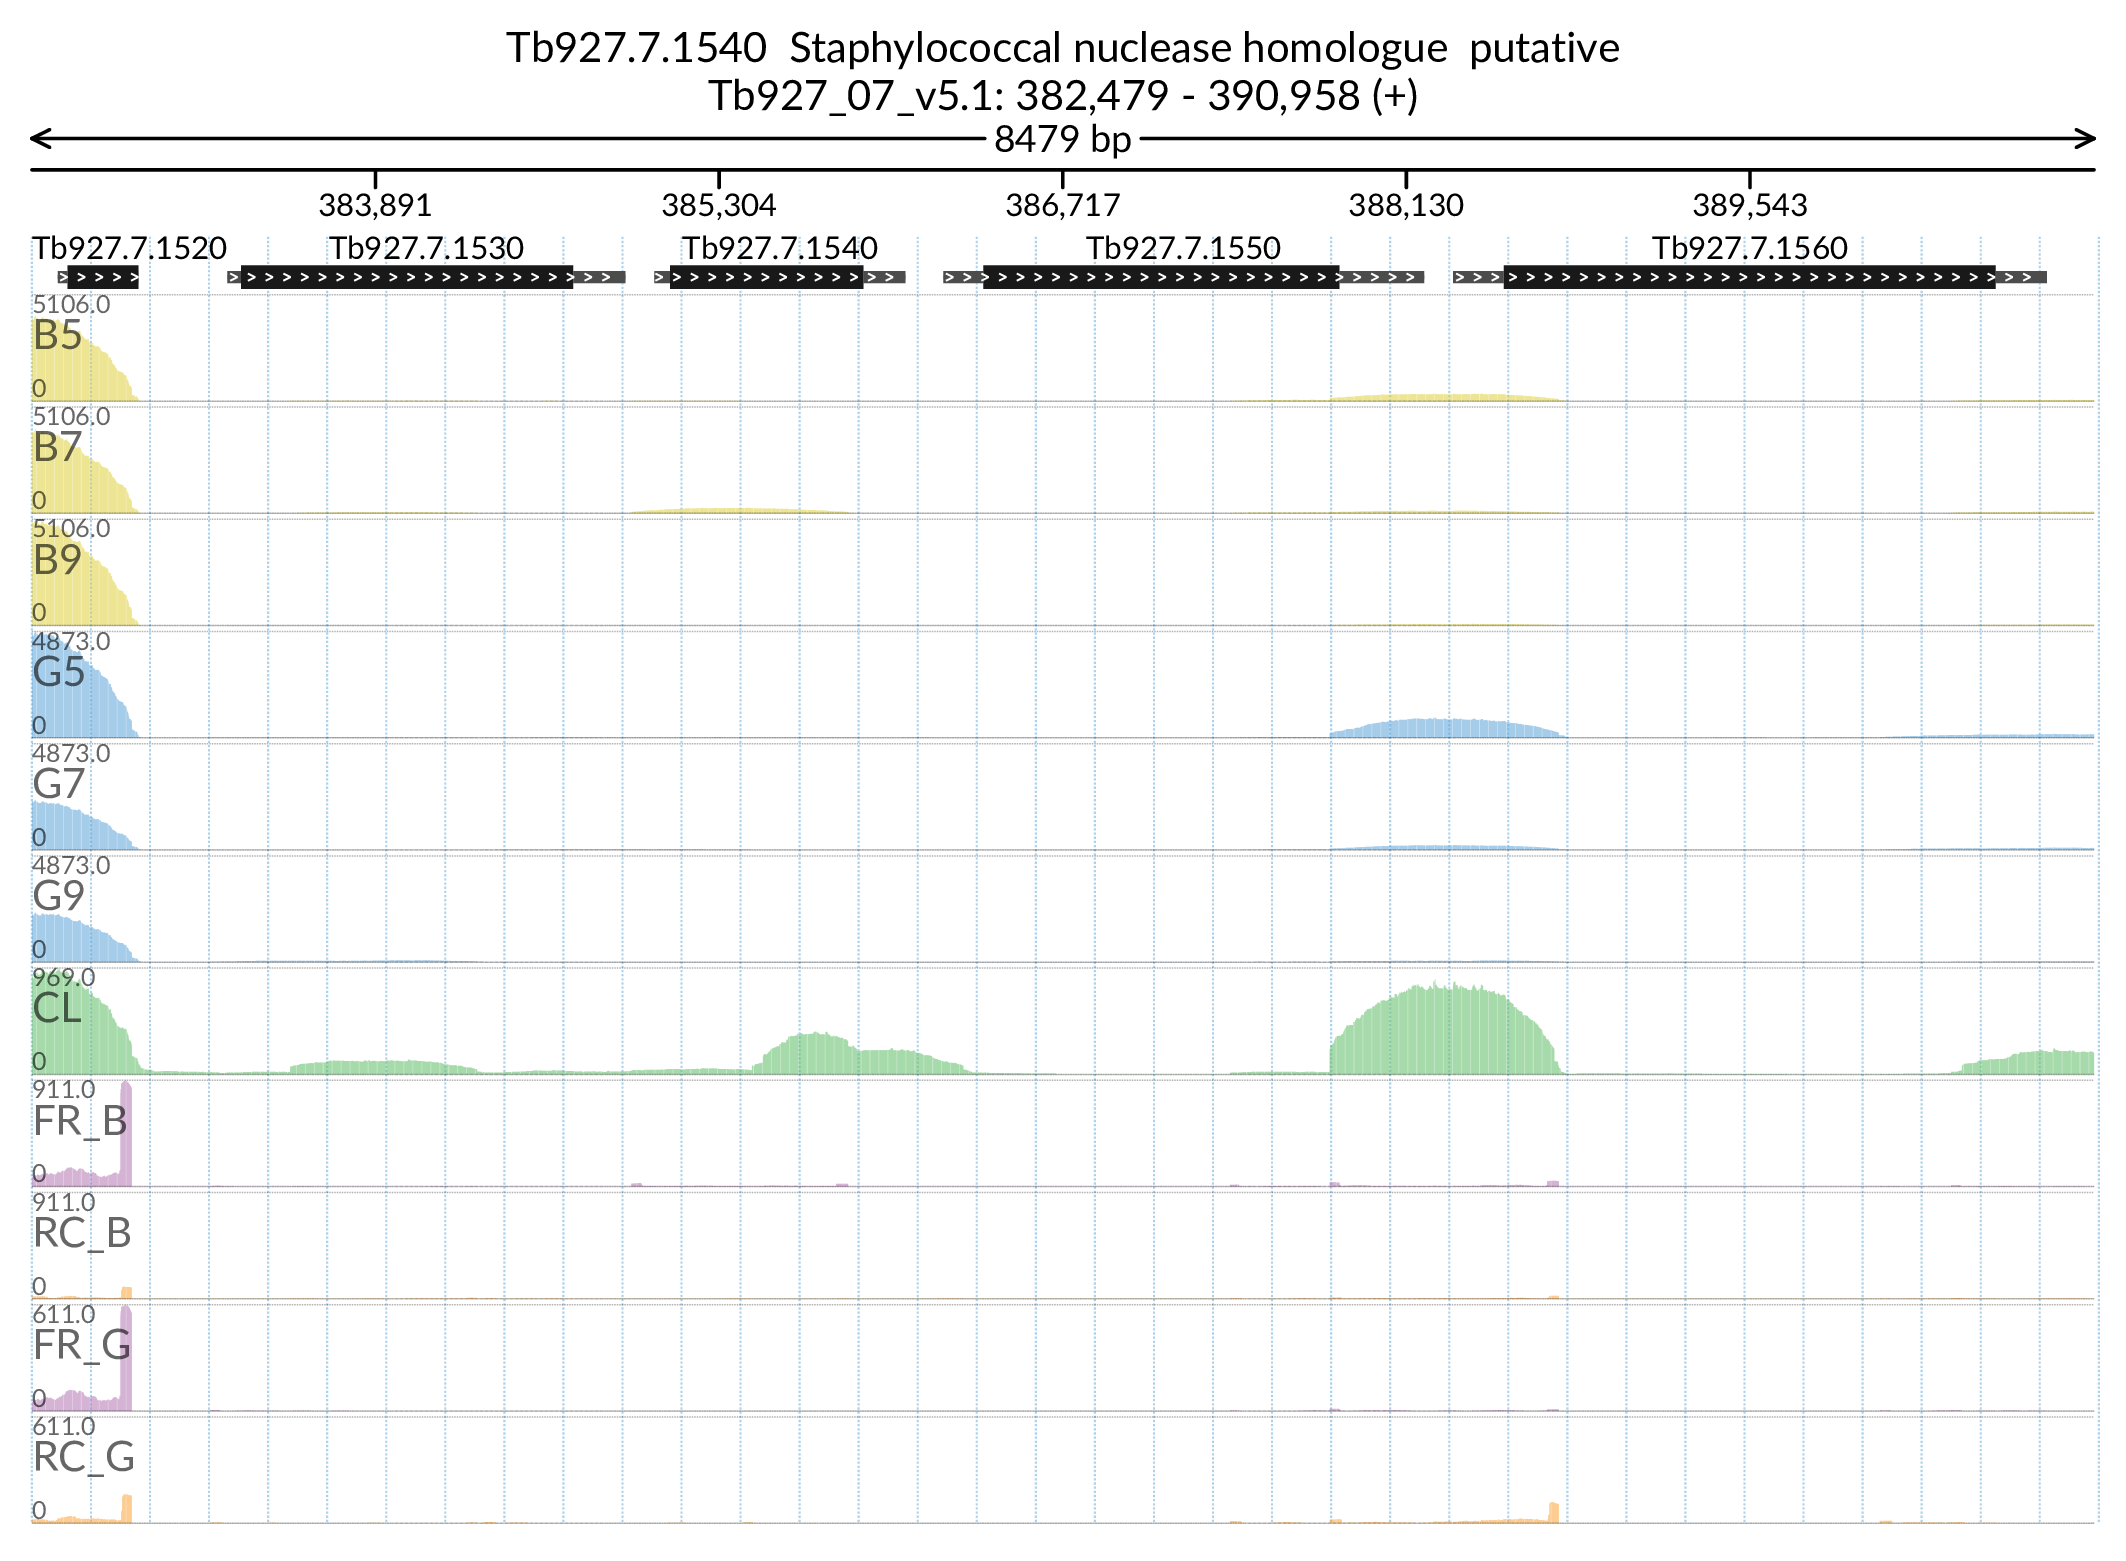 Tb927.7.1540  Staphylococcal nuclease homologue  putative
Tb927_07_v5.1: 382,479 - 390,958 (+)
8479 bp
383,891 385,304 386,717 388,130 389,543
Tb927.7.1520 Tb927.7.1530 Tb927.7.1540 Tb927.7.1550 Tb927.7.1560
5106.0
B5
0
5106.0
B7
0
5106.0
B9
0
4873.0
G5
0
4873.0
G7
0
4873.0
G9
0
969.0
CL
0
911.0
FR_B
0
911.0
RC_B
0
611.0
FR_G
0
611.0
RC_G
0